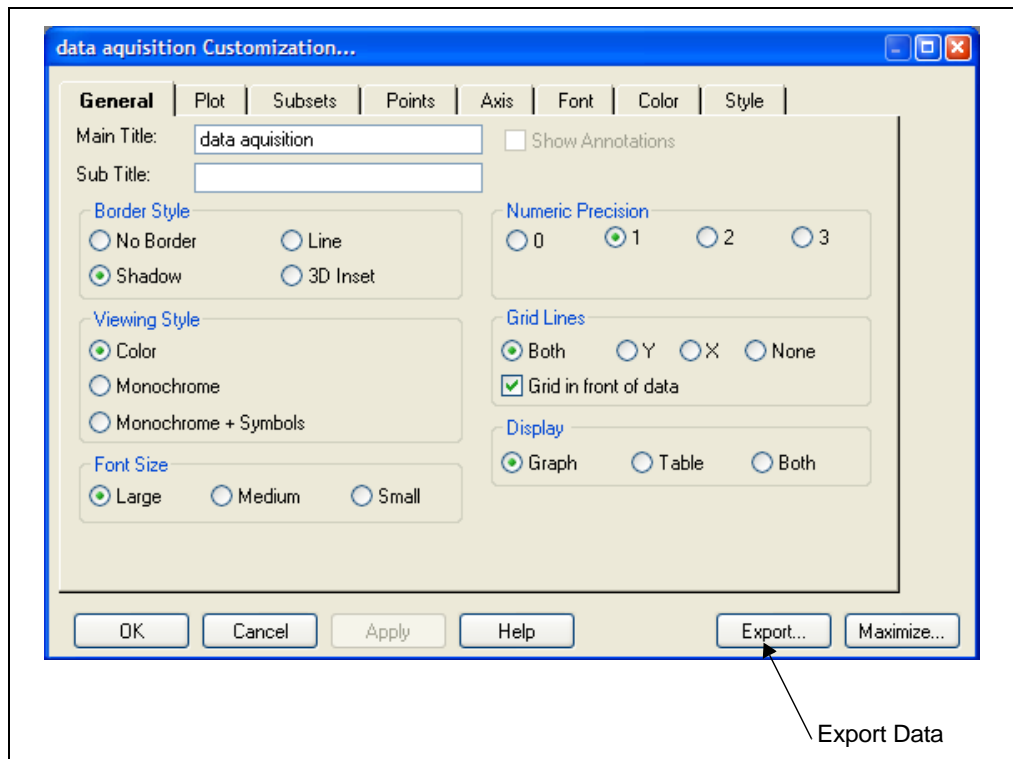 data aquisition Customization...
General Plot Subsets Points Axis Font Color Style
Main Title: data aquisition Show Annotations
Sub Title:
Border Style
No Border Line
Shadow 3D Inset
Numeric Precision
0 1 2 3
Viewing Style
Color
Monochrome
Monochrome + Symbols
Grid Lines
Both Y X None
Grid in front of data
Font Size
Large Medium Small
Display
Graph Table Both
OK Cancel Apply Help Export... Maximize...
Export Data